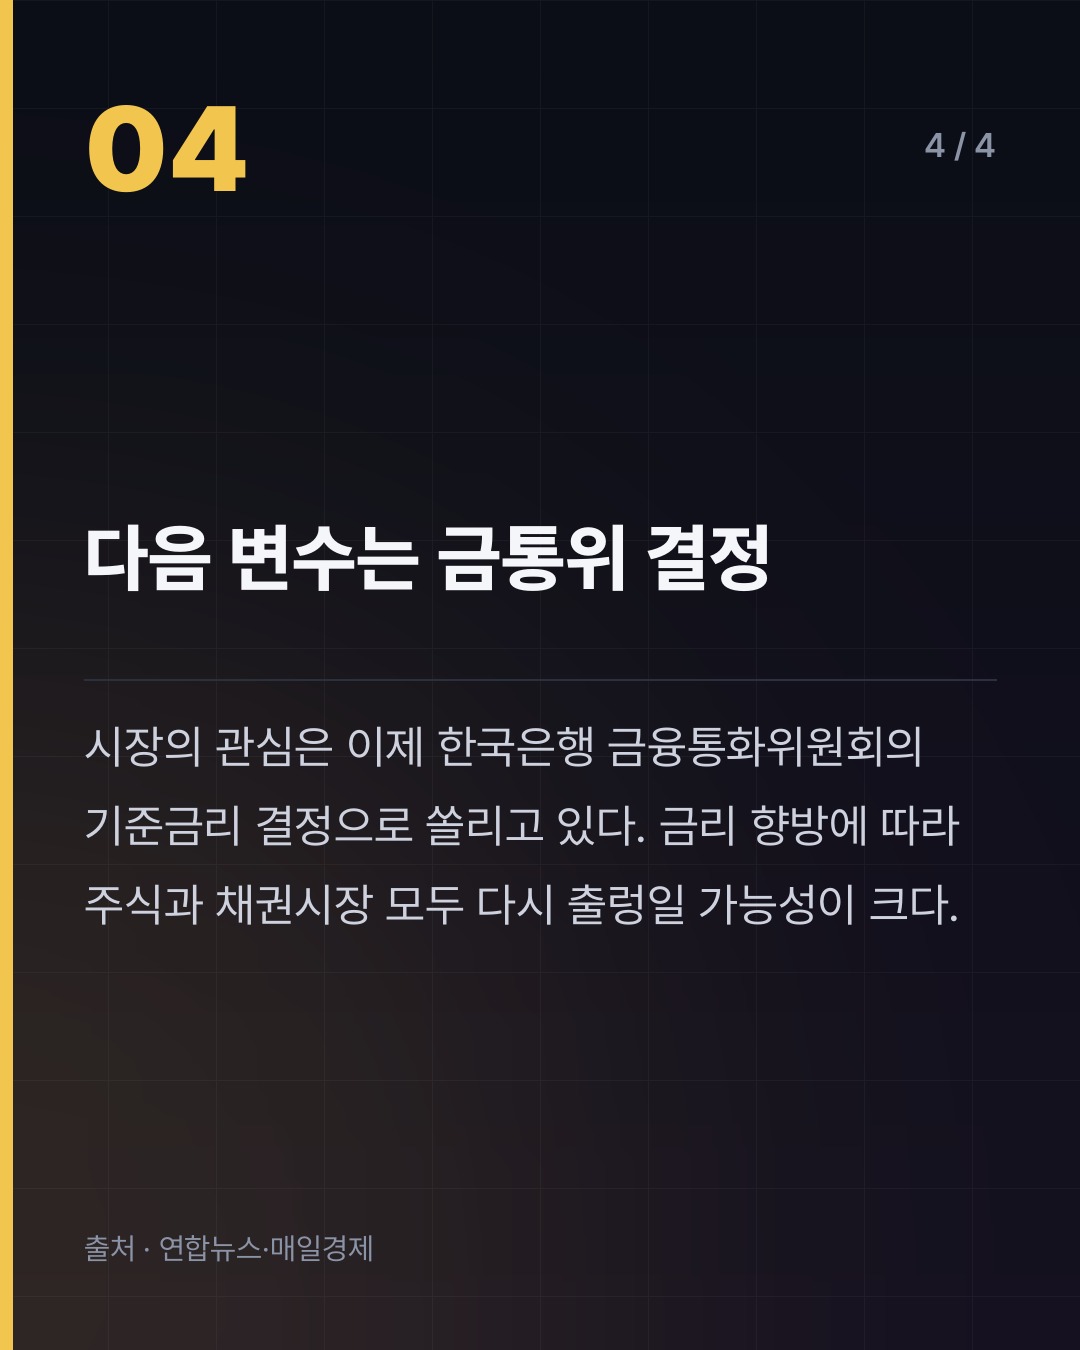 04
4 / 4
다음 변수는 금통위 결정
시장의 관심은 이제 한국은행 금융통화위원회의
기준금리 결정으로 쏠리고 있다. 금리 향방에 따라
주식과 채권시장 모두 다시 출렁일 가능성이 크다.
출처 · 연합뉴스·매일경제